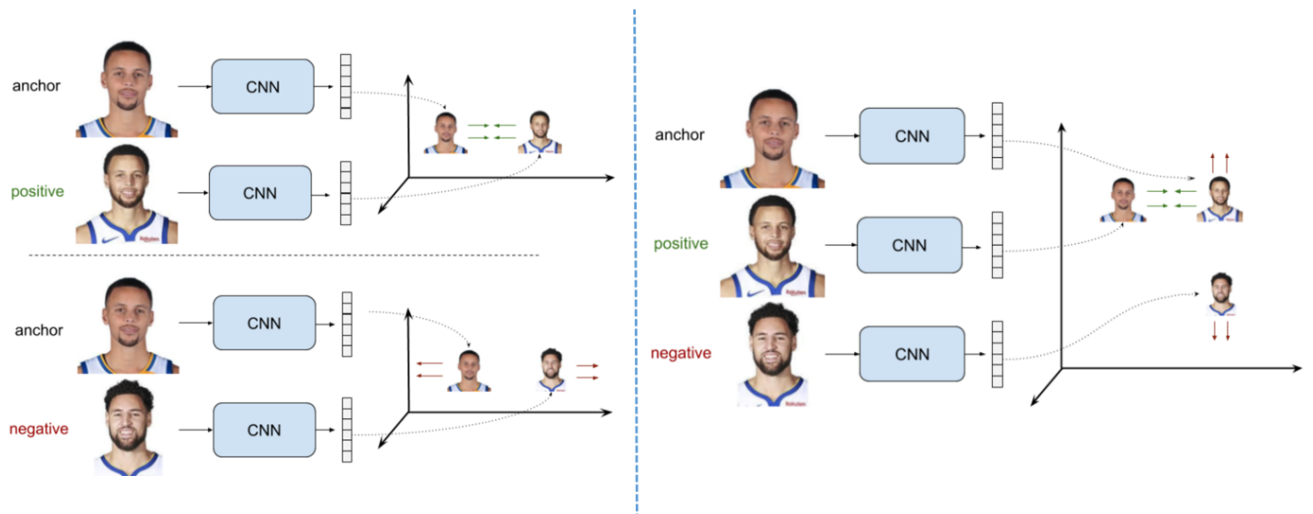 anchor
CNN
positive
CNN
anchor
CNN
negative
CNN
anchor
CNN
positive
CNN
negative
CNN